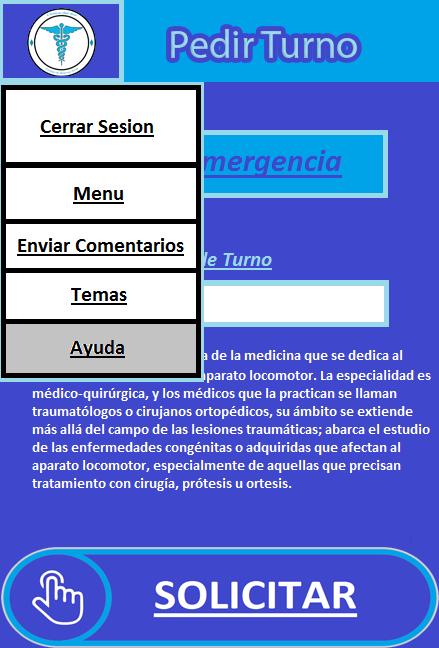 Pedir Turno
Cerrar Sesion
Menu
Enviar Comentarios
Temas
Ayuda
mergencia
de Turno
a de la medicina que se dedica al
aparato locomotor. La especialidad es
médico-quirúrgica, y los médicos que la practican se llaman
traumatólogos o cirujanos ortopédicos, su ámbito se extiende
más allá del campo de las lesiones traumáticas; abarca el estudio
de las enfermedades congénitas o adquiridas que afectan al
aparato locomotor, especialmente de aquellas que precisan
tratamiento con cirugía, prótesis u ortesis.
SOLICITAR